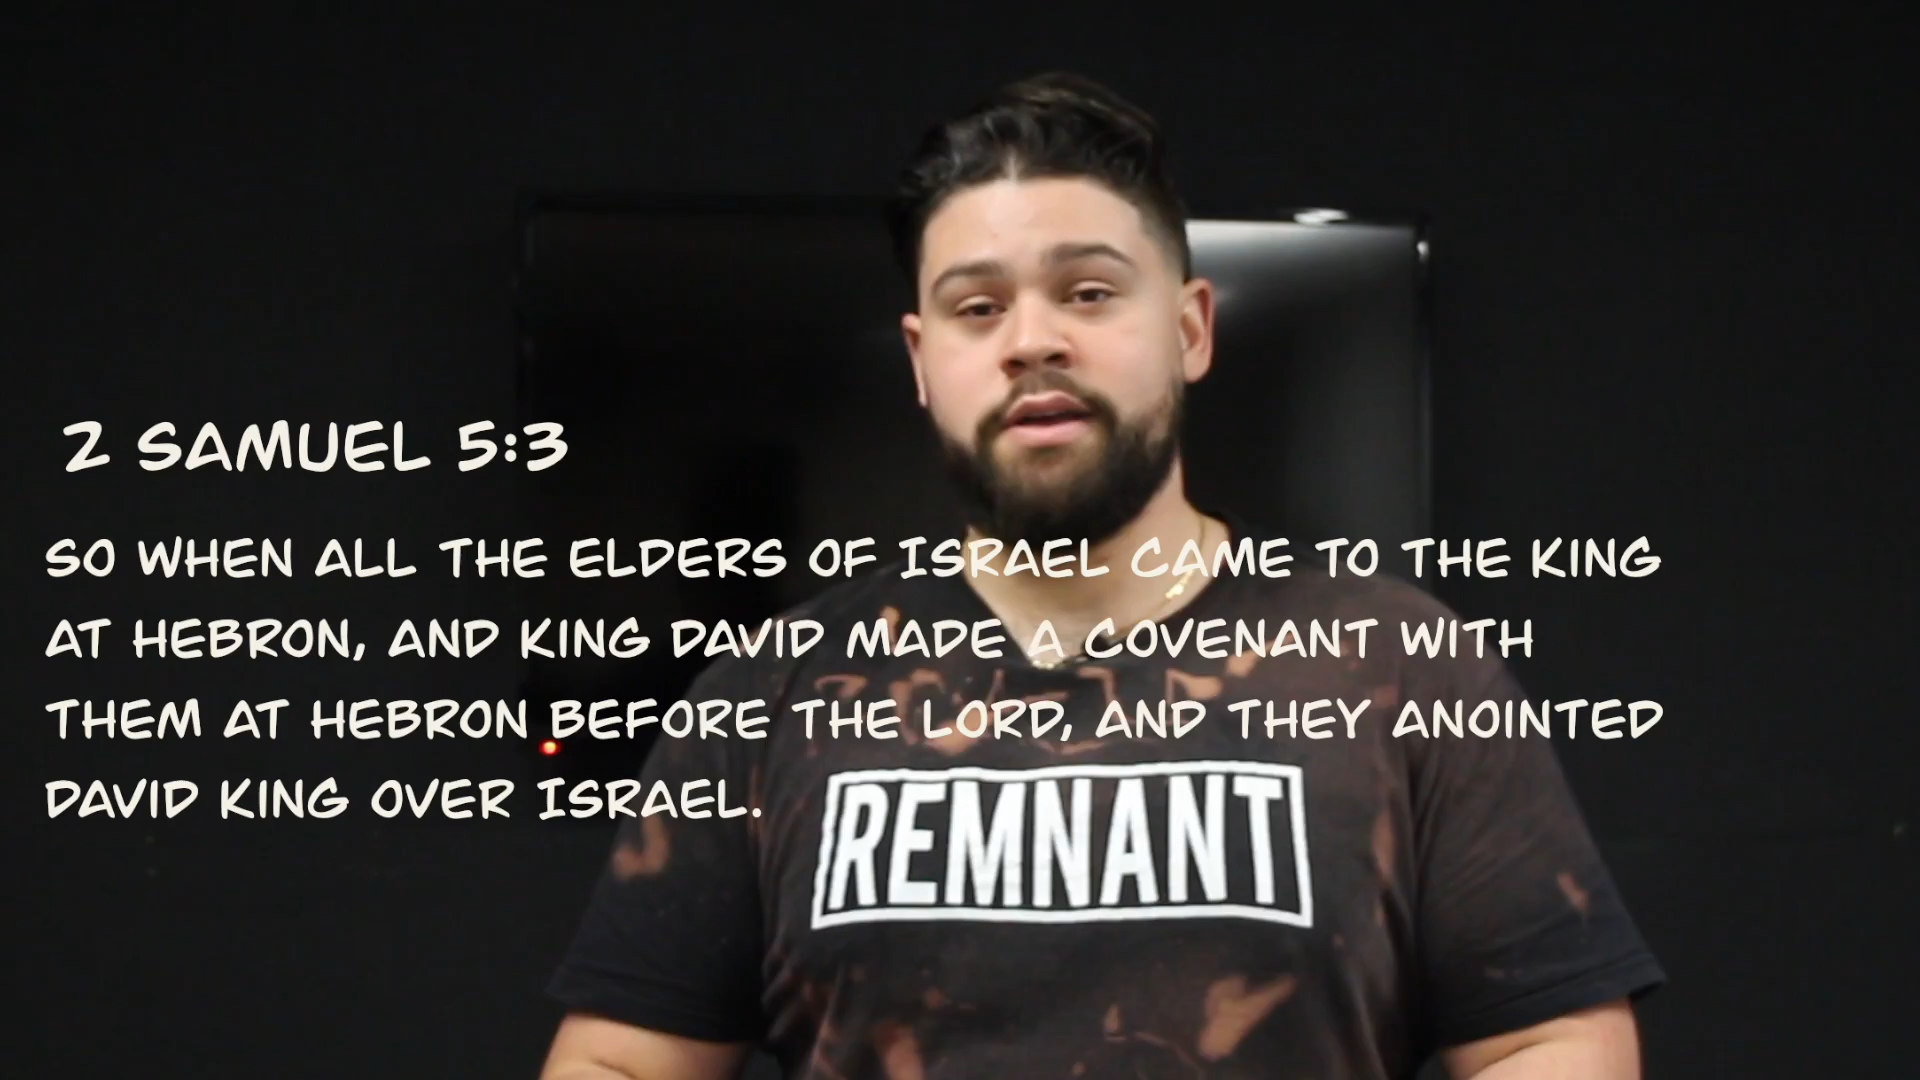 2 SAMUEL 5:3
SO WHEN ALL THE ELDERS OF ISRAEL CAME TO THE KING
AT HEBRON, AND KING DAVID MADE A COVENANT WITH
THEM AT HEBRON BEFORE THE LORD, AND THEY ANOINTED
DAVID KING OVER ISRAEL.
REMNANT